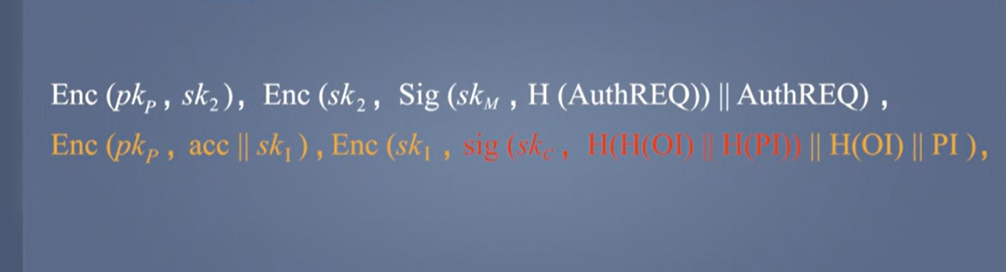 Enc (pk_P , sk_2), Enc (sk_2 , Sig (sk_M , H (AuthREQ)) || AuthREQ) ,
Enc (pk_P , acc || sk_1 ) , Enc (sk_1 , sig (sk_c , H(H(OI) || H(PI)) || H(OI) || PI ),